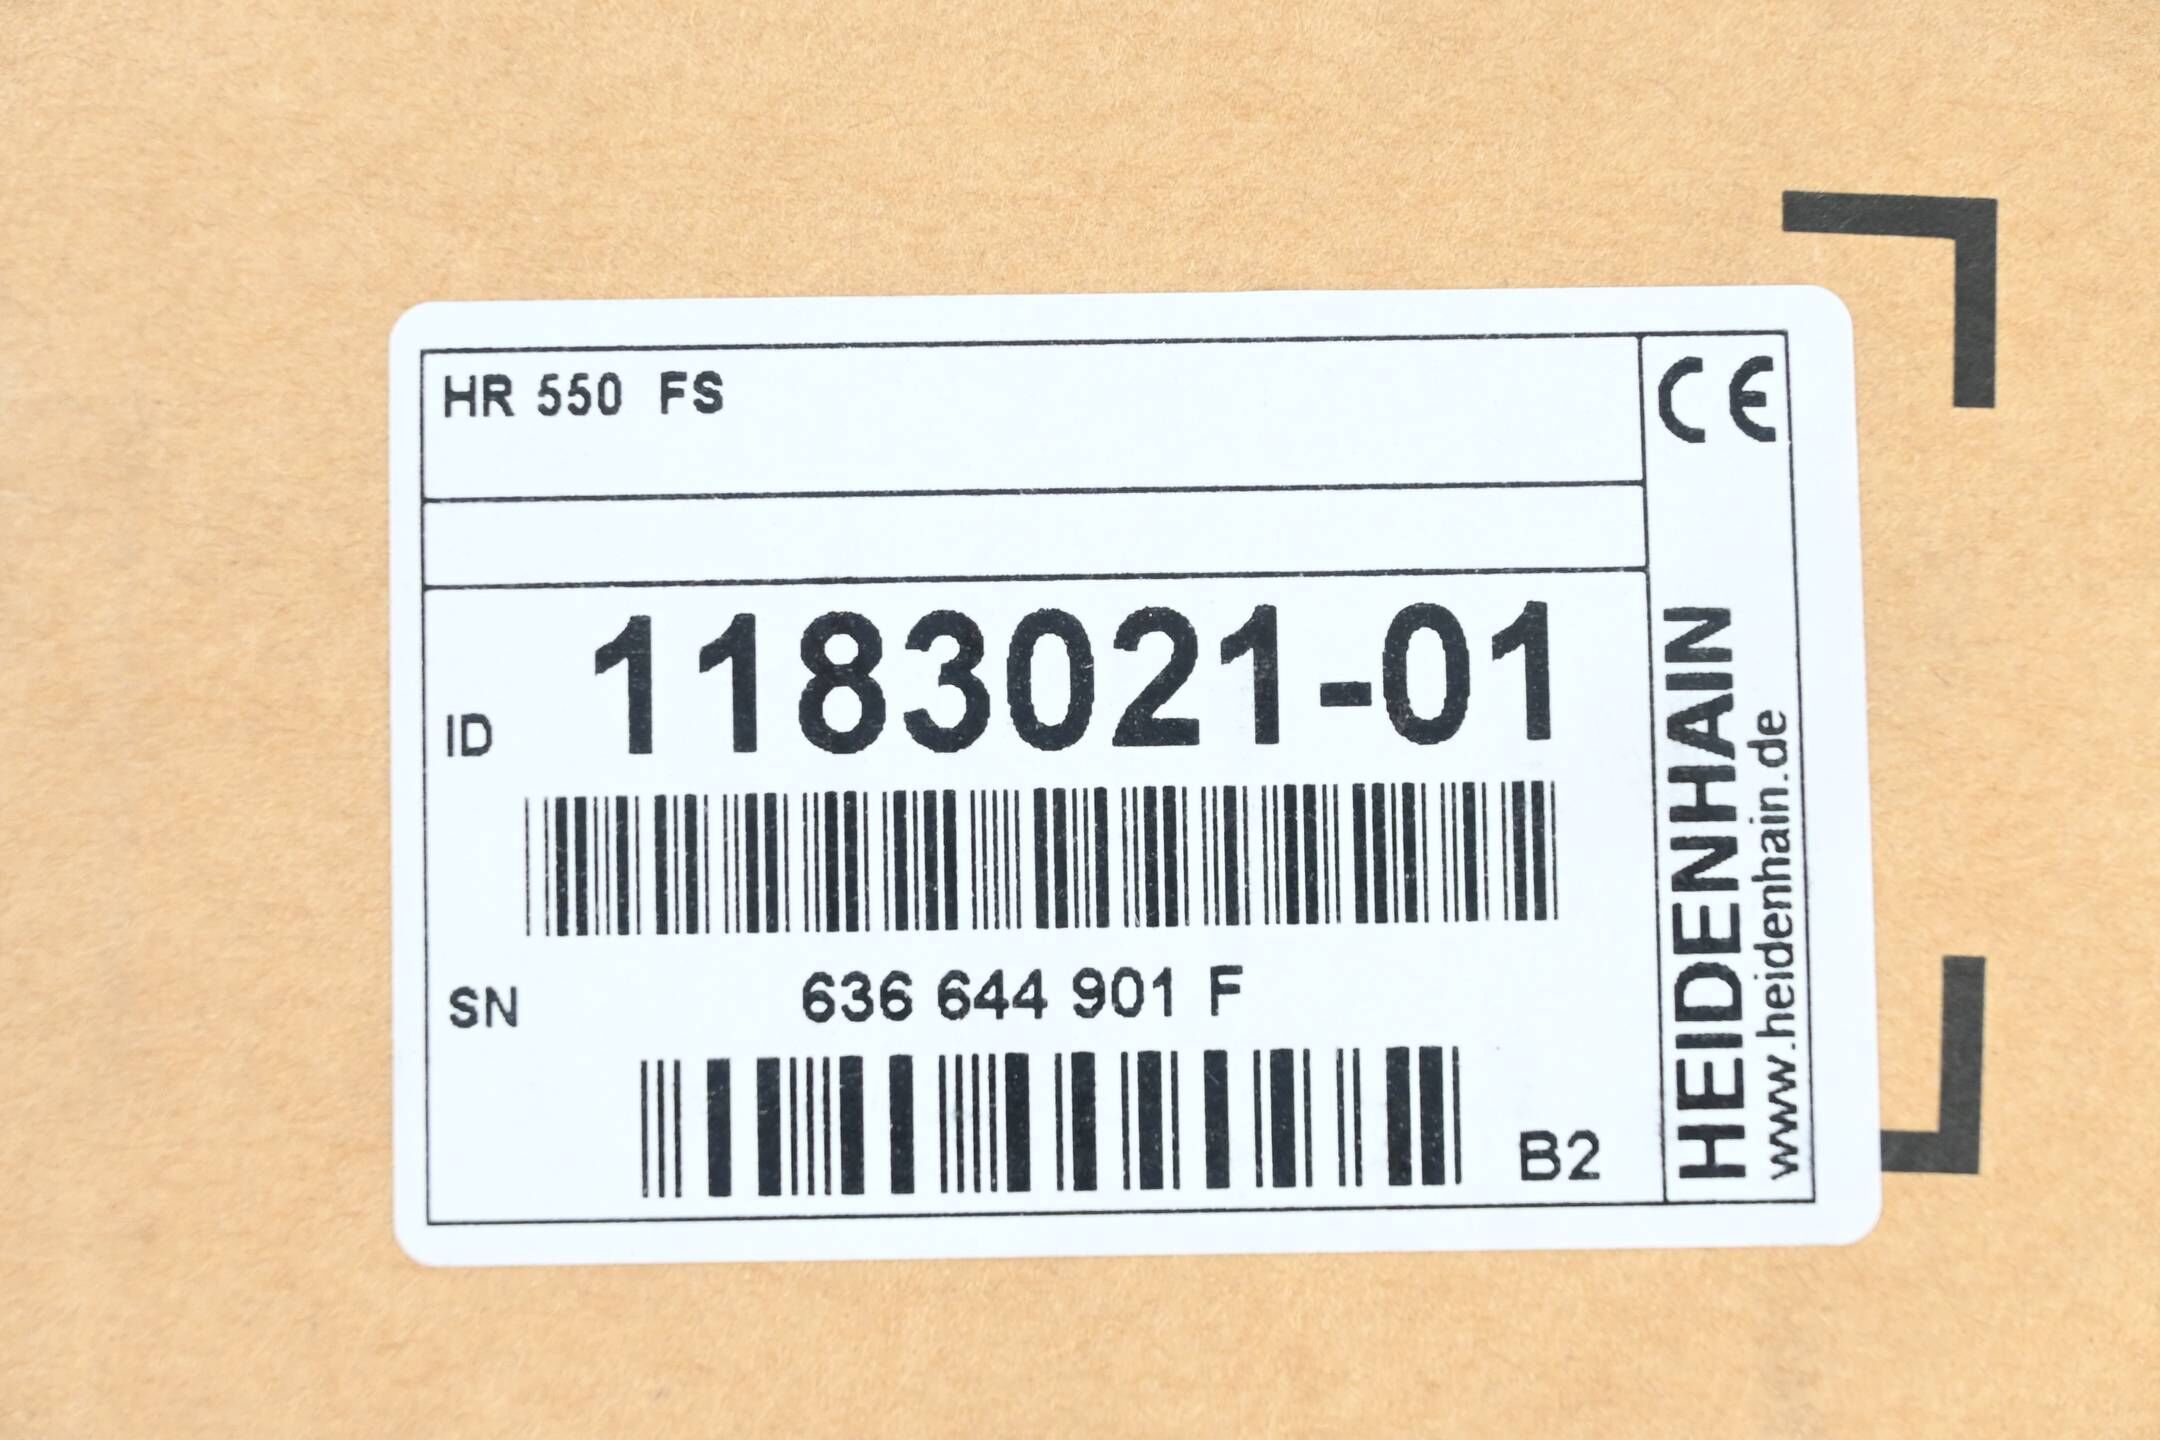 HR 550 FS
CE
ID 1183021-01
SN 636 644 901 F
B2
HEIDENHAIN
www.heidenhain.de